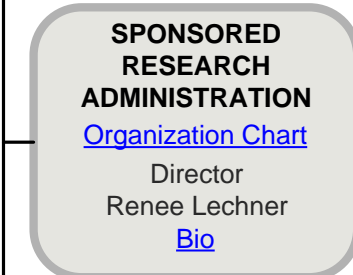 SPONSORED
RESEARCH
ADMINISTRATION
Organization Chart
Director
Renee Lechner
Bio